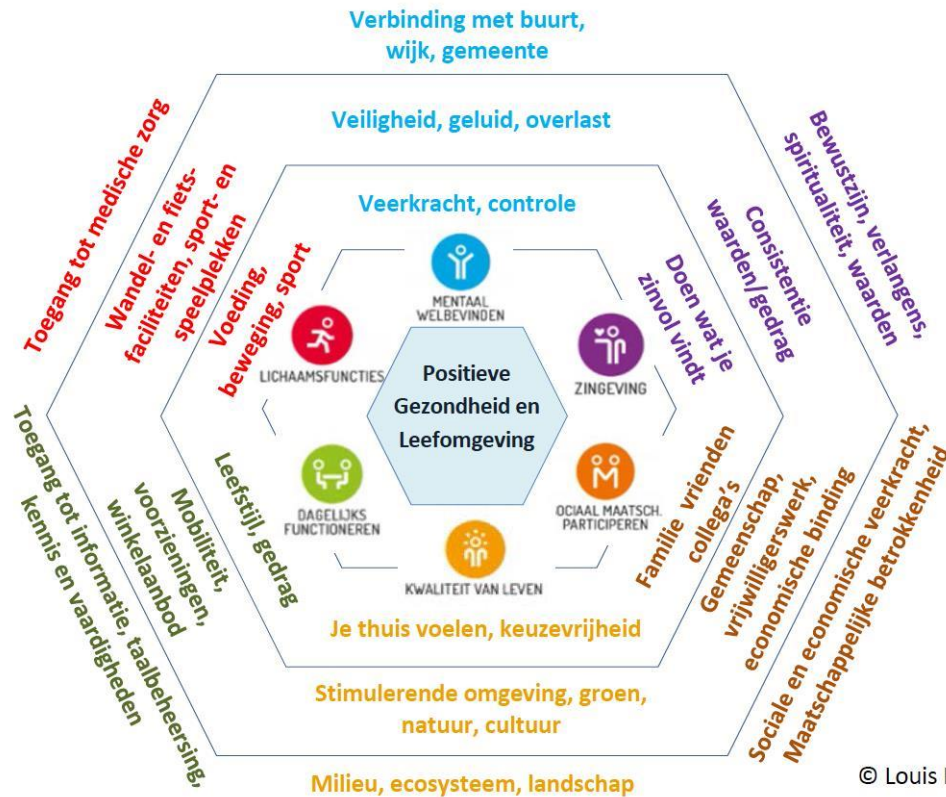 Verbinding met buurt,
wijk, gemeente
Veiligheid, geluid, overlast
Veerkracht, controle
MENTAAL
WELBEVINDEN
Bewustzijn, verlangens,
spiritualiteit, waarden
Consistentie
waarden/gedrag
Doen wat je
zinvol vindt
ZINGEVING
Toegang tot medische zorg
Wandel- en fiets-
faciliteiten, sport- en
speelplekken
Voeding,
beweging, sport
LICHAAMSFUNCTIES
Positieve
Gezondheid en
Leefomgeving
Toegang tot informatie, taalbeheersing,
kennis en vaardigheden
Mobiliteit,
voorzieningen,
winkelaanbod
Leefstijl, gedrag
DAGELIJKS
FUNCTIONEREN
OCIAAL MAATSCH.
PARTICIPEREN
Familie vrienden
collega's
Gemeenschap,
vrijwilligerswerk,
economische binding
Sociale en economische verkracht,
Maatschappelijke betrokkenheid
KWALITEIT VAN LEVEN
Je thuis voelen, keuzevrijheid
Stimulerende omgeving, groen,
natuur, cultuur
Milieu, ecosysteem, landschap
© Louis